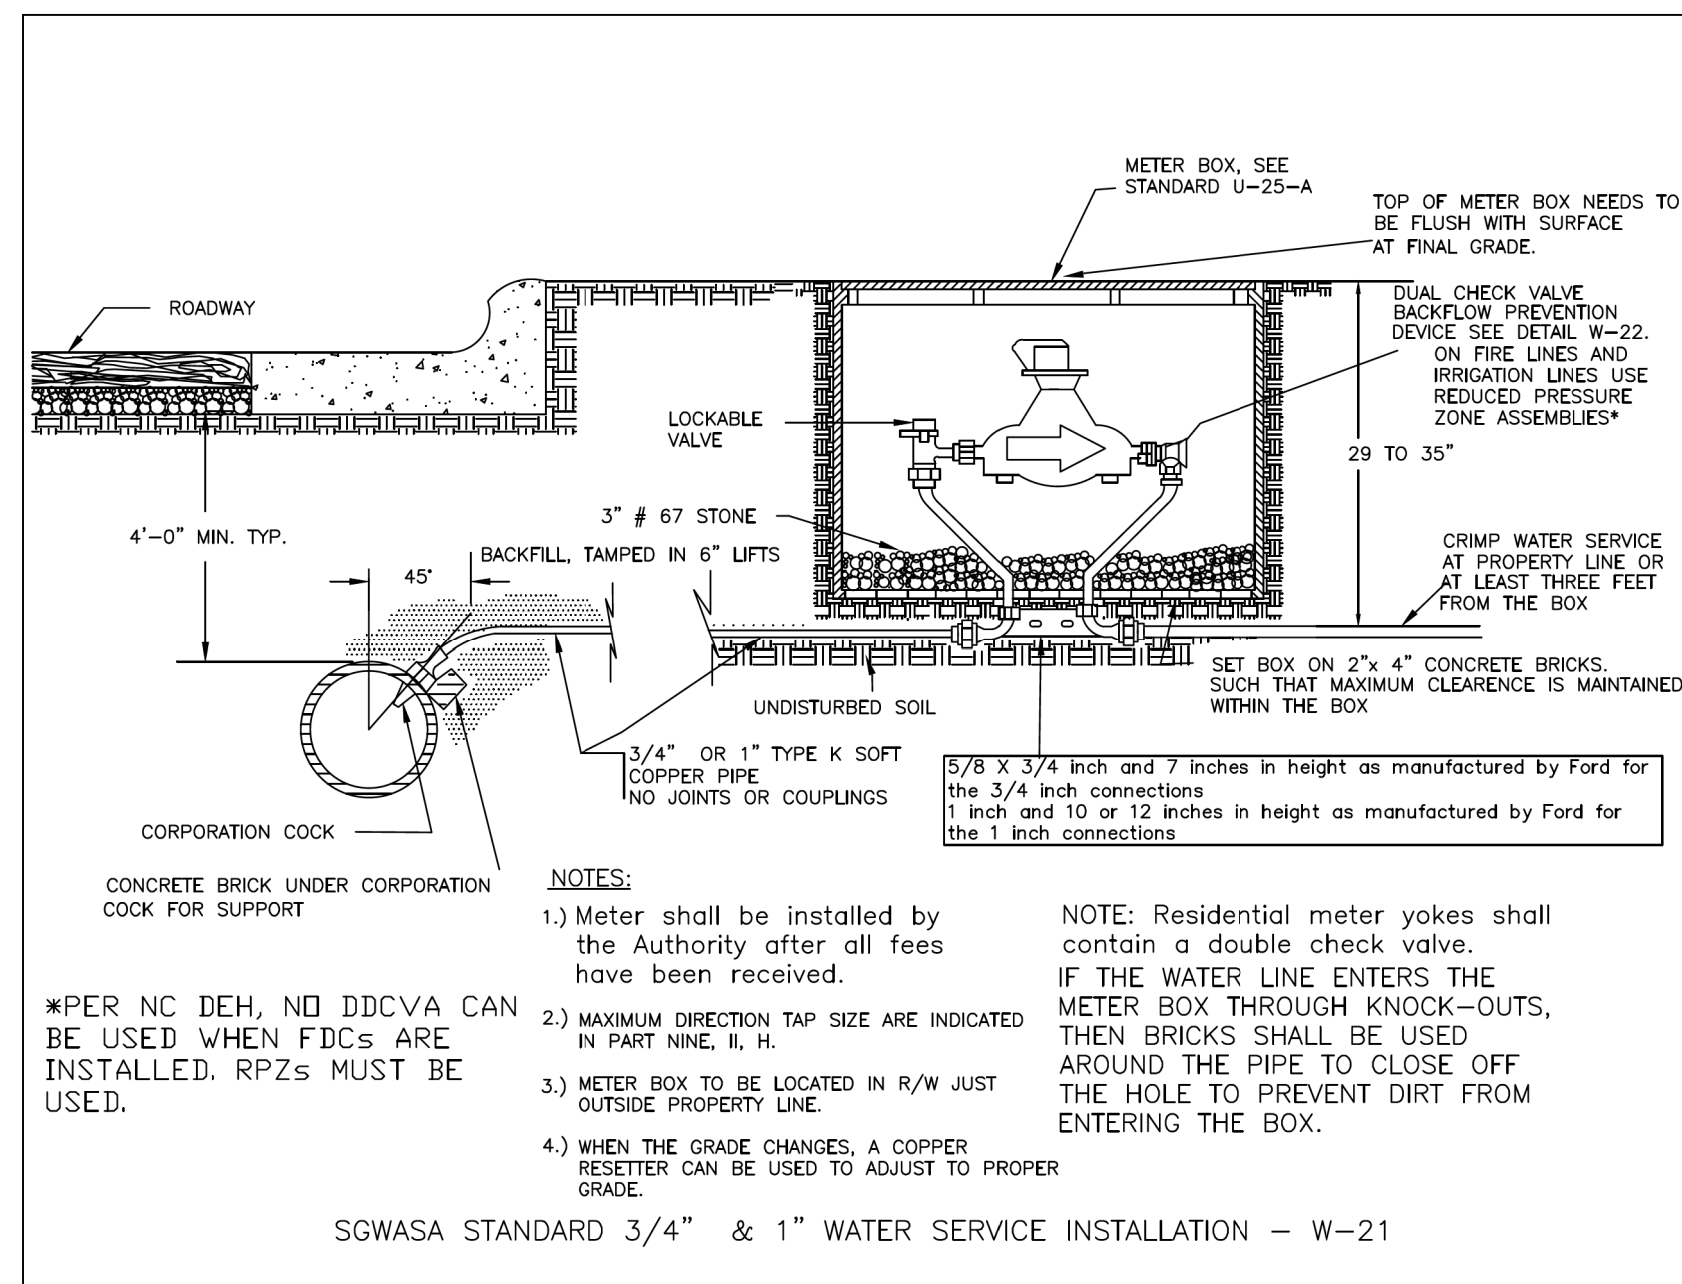 METER BOX, SEE
STANDARD U-25-A
TOP OF METER BOX NEEDS TO
BE FLUSH WITH SURFACE
AT FINAL GRADE.
ROADWAY
DUAL CHECK VALVE
BACKFLOW PREVENTION
DEVICE SEE DETAIL W-22.
ON FIRE LINES AND
IRRIGATION LINES USE
REDUCED PRESSURE
ZONE ASSEMBLIES*
LOCKABLE
VALVE
29 TO 35"
3" # 67 STONE
4'-0" MIN. TYP.
BACKFILL, TAMPED IN 6" LIFTS
45°
CRIMP WATER SERVICE
AT PROPERTY LINE OR
AT LEAST THREE FEET
FROM THE BOX
SET BOX ON 2"x 4" CONCRETE BRICKS.
SUCH THAT MAXIMUM CLEARENCE IS MAINTAINED
WITHIN THE BOX
UNDISTURBED SOIL
3/4" OR 1" TYPE K SOFT
COPPER PIPE
NO JOINTS OR COUPLINGS
5/8 X 3/4 inch and 7 inches in height as manufactured by Ford for
the 3/4 inch connections
1 inch and 10 or 12 inches in height as manufactured by Ford for
the 1 inch connections
CORPORATION COCK
CONCRETE BRICK UNDER CORPORATION
COCK FOR SUPPORT
NOTES:
1.) Meter shall be installed by
the Authority after all fees
have been received.
2.) MAXIMUM DIRECTION TAP SIZE ARE INDICATED
IN PART NINE, II, H.
3.) METER BOX TO BE LOCATED IN R/W JUST
OUTSIDE PROPERTY LINE.
4.) WHEN THE GRADE CHANGES, A COPPER
RESETTER CAN BE USED TO ADJUST TO PROPER
GRADE.
NOTE: Residential meter yokes shall
contain a double check valve.
IF THE WATER LINE ENTERS THE
METER BOX THROUGH KNOCK-OUTS,
THEN BRICKS SHALL BE USED
AROUND THE PIPE TO CLOSE OFF
THE HOLE TO PREVENT DIRT FROM
ENTERING THE BOX.
*PER NC DEH, NO DDCVA CAN
BE USED WHEN FDCs ARE
INSTALLED. RPZs MUST BE
USED.
SGWASA STANDARD 3/4" & 1" WATER SERVICE INSTALLATION - W-21